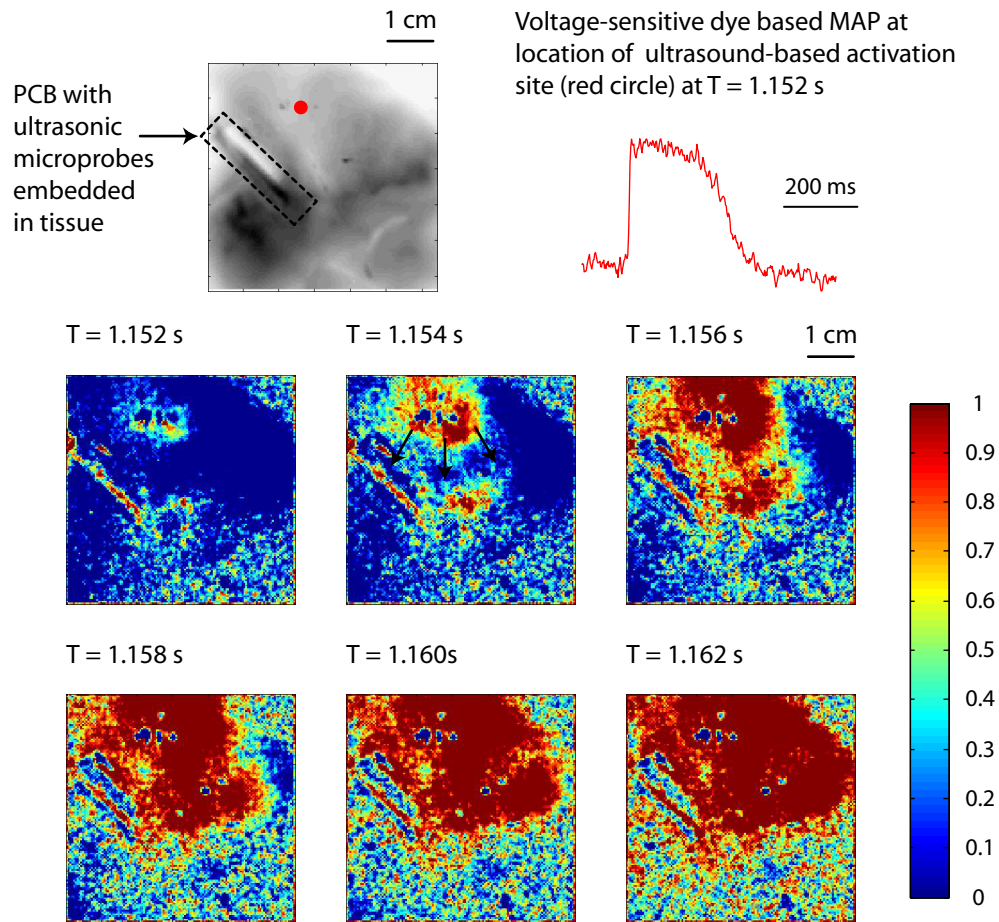 1 cm
Voltage-sensitive dye based MAP at
location of ultrasound-based activation
site (red circle) at T = 1.152 s
PCB with
ultrasonic
microprobes
embedded
in tissue
200 ms
T = 1.152 s
T = 1.154 s
T = 1.156 s
1 cm
T = 1.158 s
T = 1.160s
T = 1.162 s
1
0.9
0.8
0.7
0.6
0.5
0.4
0.3
0.2
0.1
0